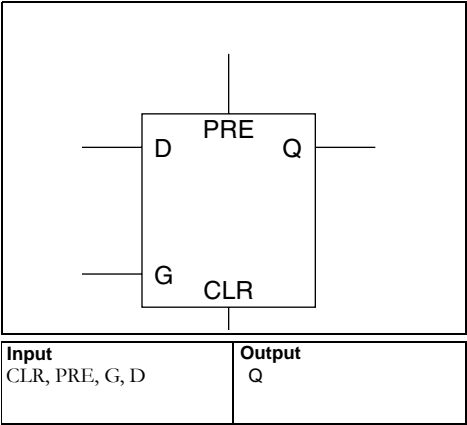 PRE
D Q
G
CLR
Input Output
CLR, PRE, G, D Q